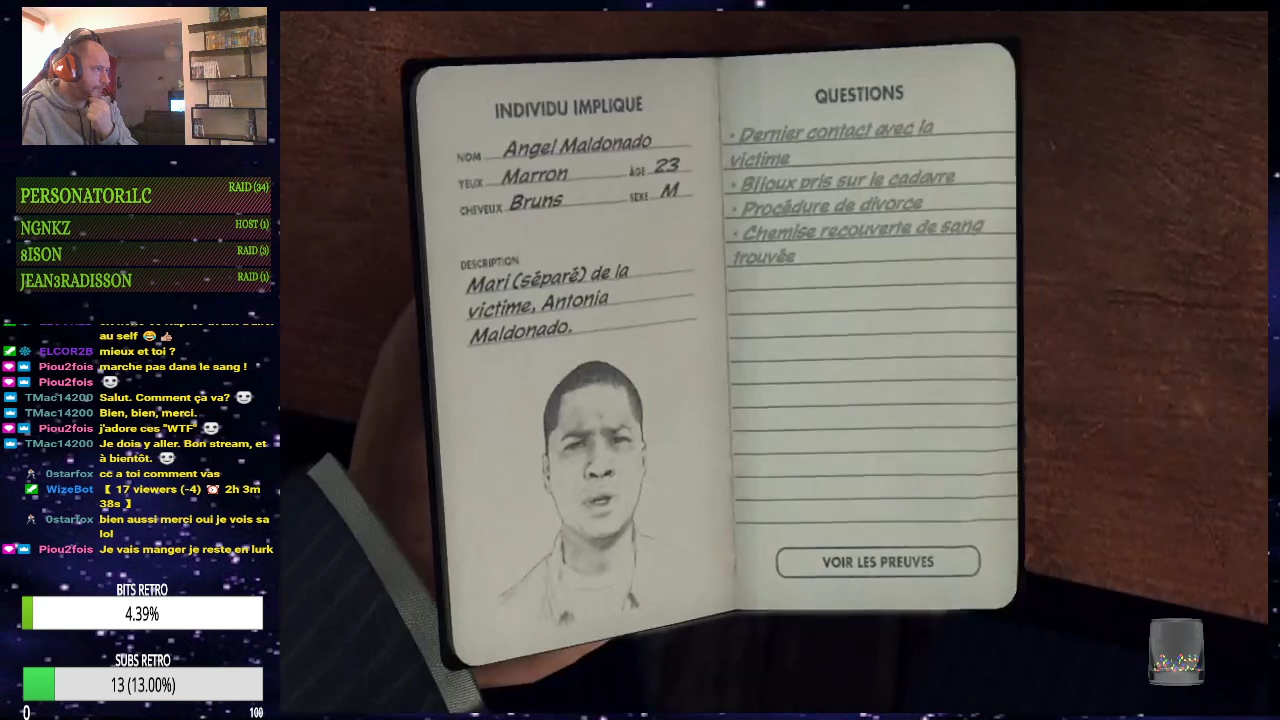 PERSONATOR1LC RAID (34)
NGNKZ HOST (1)
8ISON RAID (3)
JEAN3RADISSON RAID (1)
au self
ELCOR2B mieux et toi ?
Piou2fois marche pas dans le sang !
Piou2fois
TMac14200 Salut. Comment ça va?
TMac14200 Bien, bien, merci.
Piou2fois j'adore ces "WTF"
TMac14200 Je dois y aller. Bon stream, et
à bientôt.
0starfox cc a toi comment vas
WizeBot 【 17 viewers (-4) ⏰ 2h 3m
38s 】
0starfox bien aussi merci oui je vois sa
lol
Piou2fois Je vais manger je reste en lurk
BITS RETRO
4.39%
SUBS RETRO
13 (13.00%)
0 100
INDIVIDU IMPLIQUÉ
NOM Angel Maldonado
YEUX Marron ÂGE 23
CHEVEUX Bruns SEXE M
DESCRIPTION
Mari (séparé) de la
victime, Antonia
Maldonado.
QUESTIONS
• Dernier contact avec la
victime
• Bijoux pris sur le cadavre
• Procédure de divorce
• Chemise recouverte de sang
trouvée
VOIR LES PREUVES